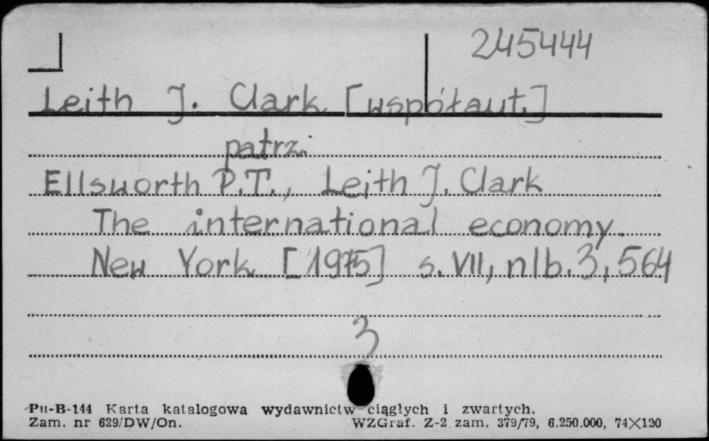 245444
Leith J. Clark [współaut.]
patrz:
Ellsworth P.T., Leith J. Clark
The international economy.
New York [1975] s. VII, nlb. 3, 564
3
Pu-B-144 Karta katalogowa wydawnictw ciągłych i zwartych.
Zam. nr 629/DW/On. WZGraf. Z-2 zam. 379/79, 6.250.000, 74×120